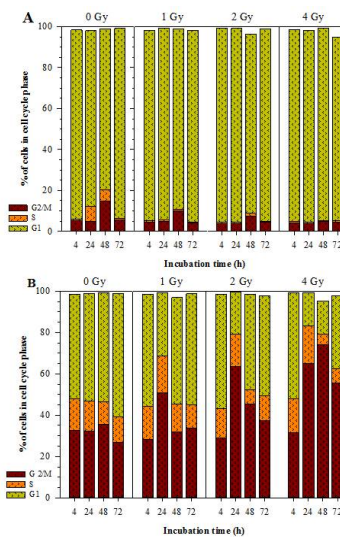 A
0 Gy 1 Gy 2 Gy 4 Gy
100
80
60
40
20
0
% of cells in cell cycle phase
G2/M
S
G1
4 24 48 72 4 24 48 72 4 24 48 72 4 24 48 72
Incubation time (h)
B
0 Gy 1 Gy 2 Gy 4 Gy
100
80
60
40
20
0
% of cells in cell cycle phase
G 2/M
S
G1
4 24 48 72 4 24 48 72 4 24 48 72 4 24 48 72
Incubation time (h)